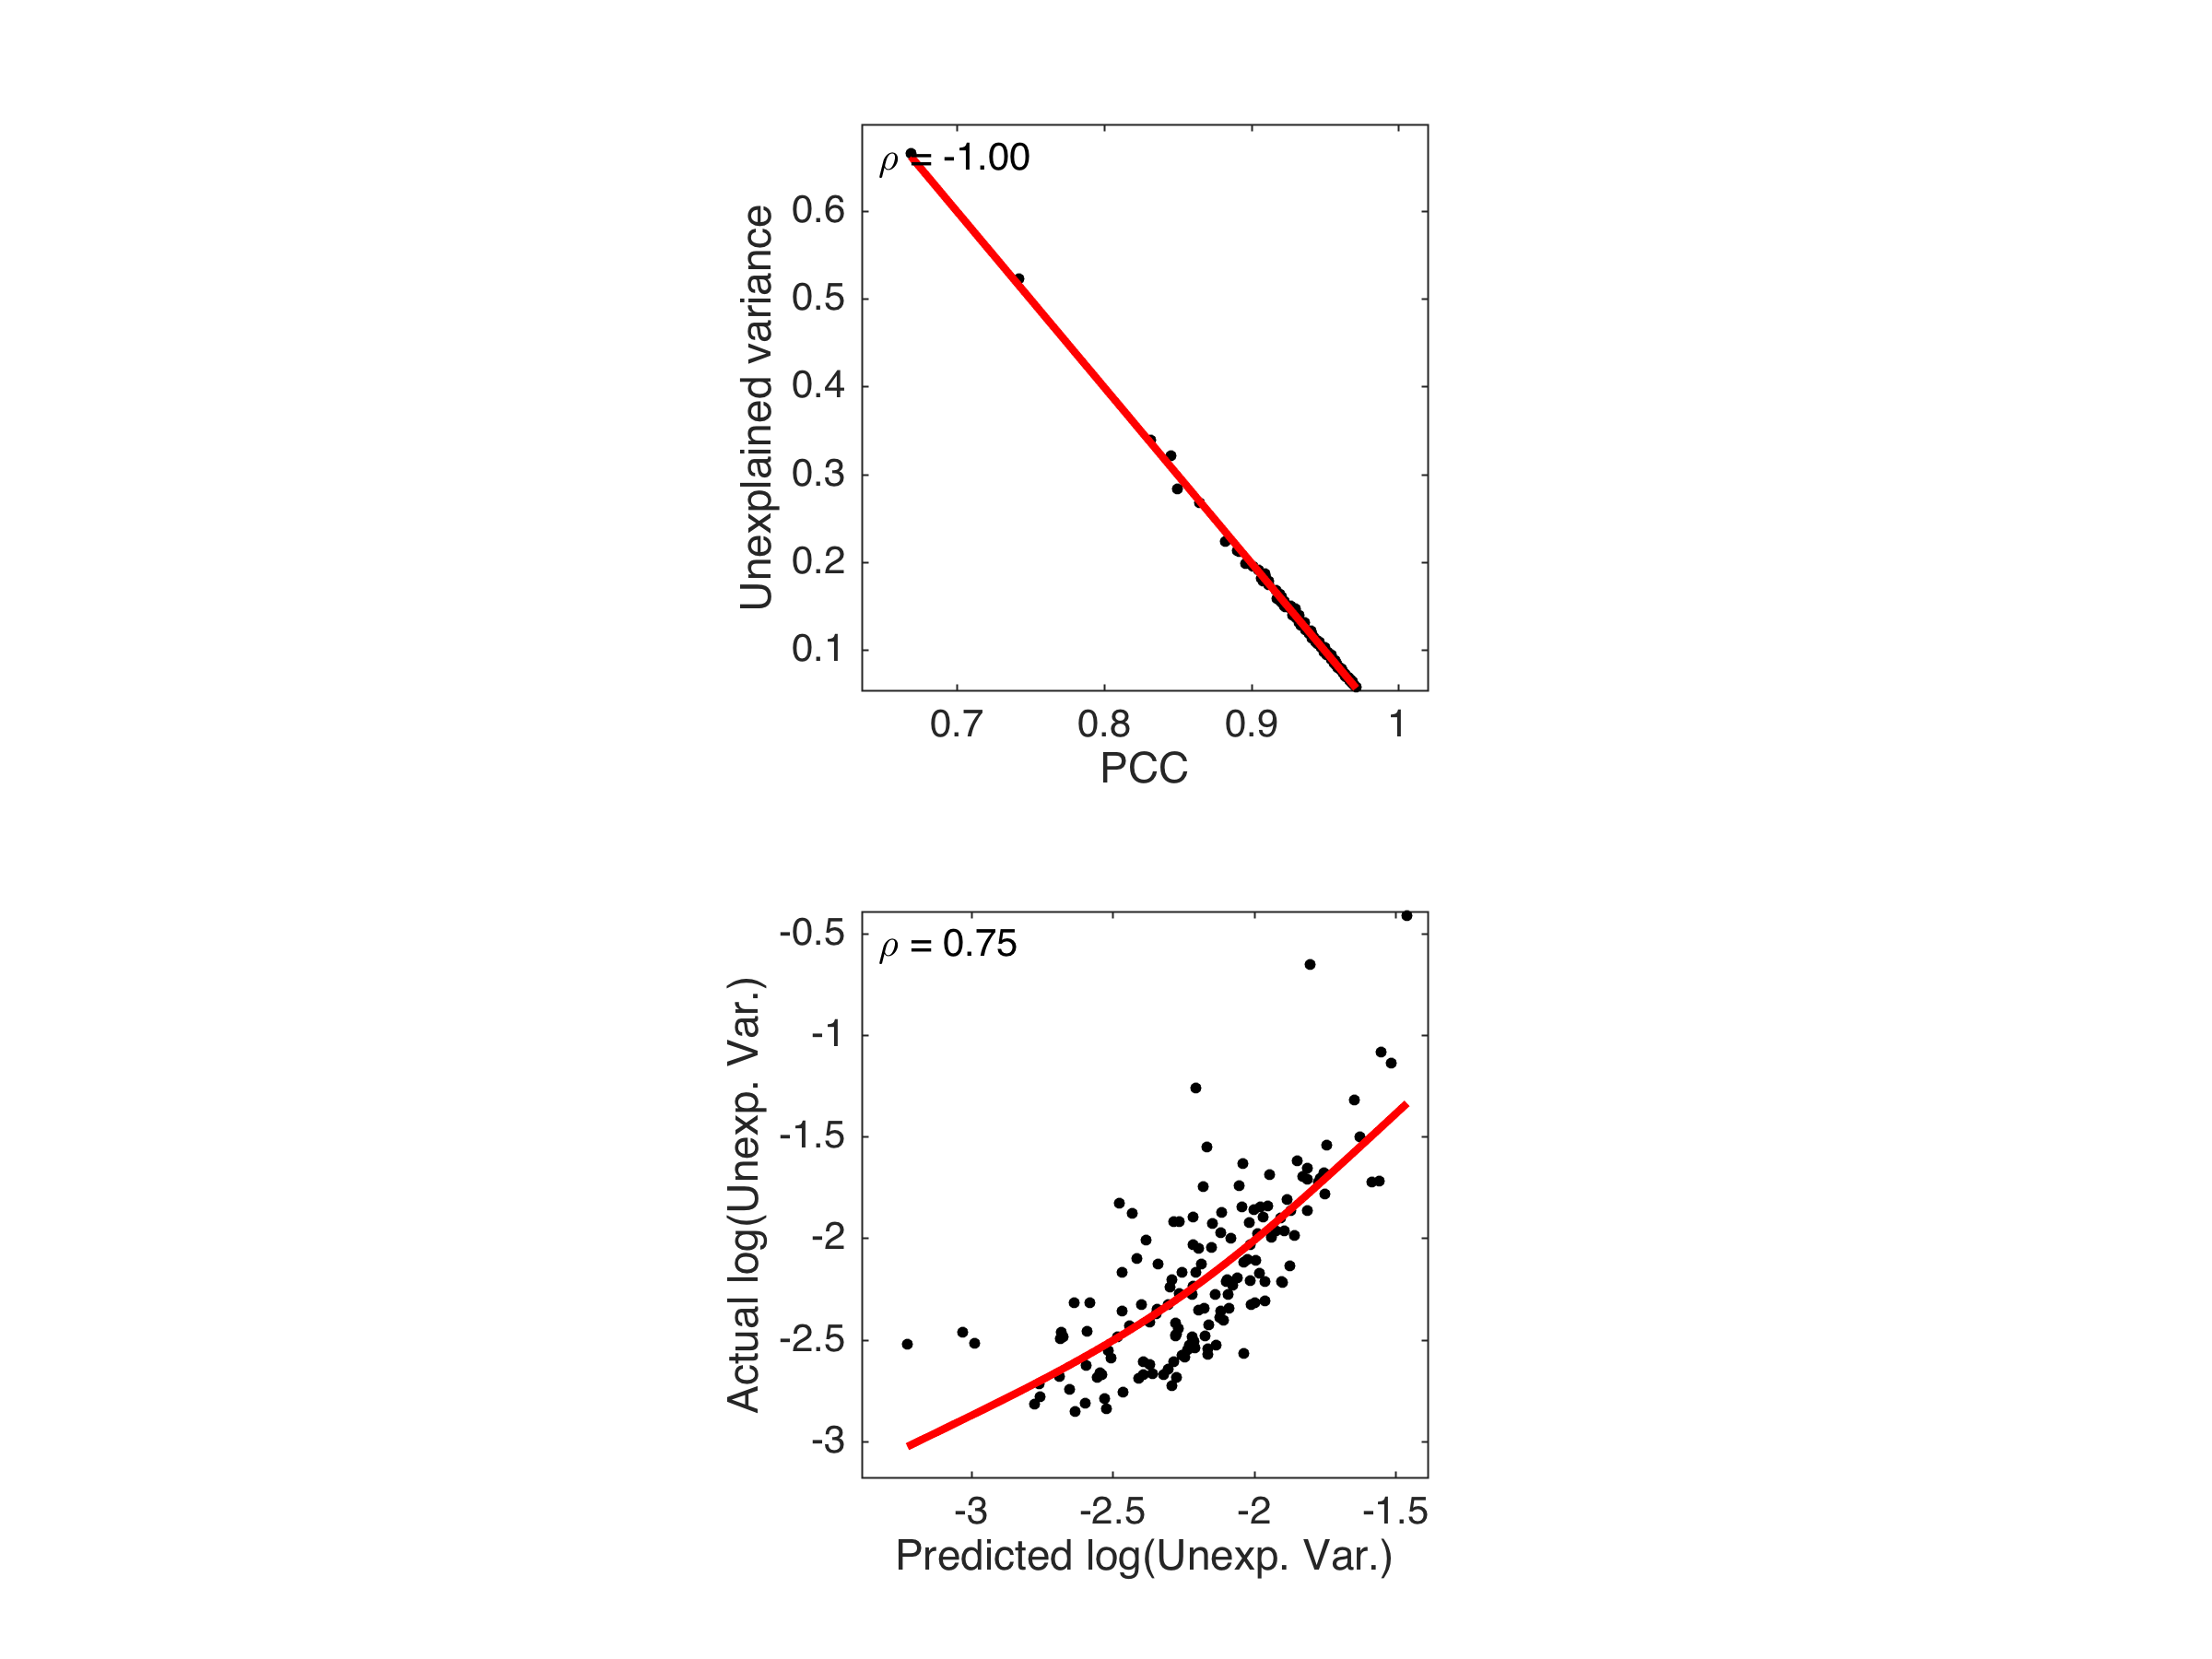 ρ = -1.00
0.6
0.5
0.4
0.3
0.2
0.1
Unexplained variance
0.7 0.8 0.9 1
PCC
ρ = 0.75
-0.5
-1
-1.5
-2
-2.5
-3
Actual log(Unexp. Var.)
-3 -2.5 -2 -1.5
Predicted log(Unexp. Var.)